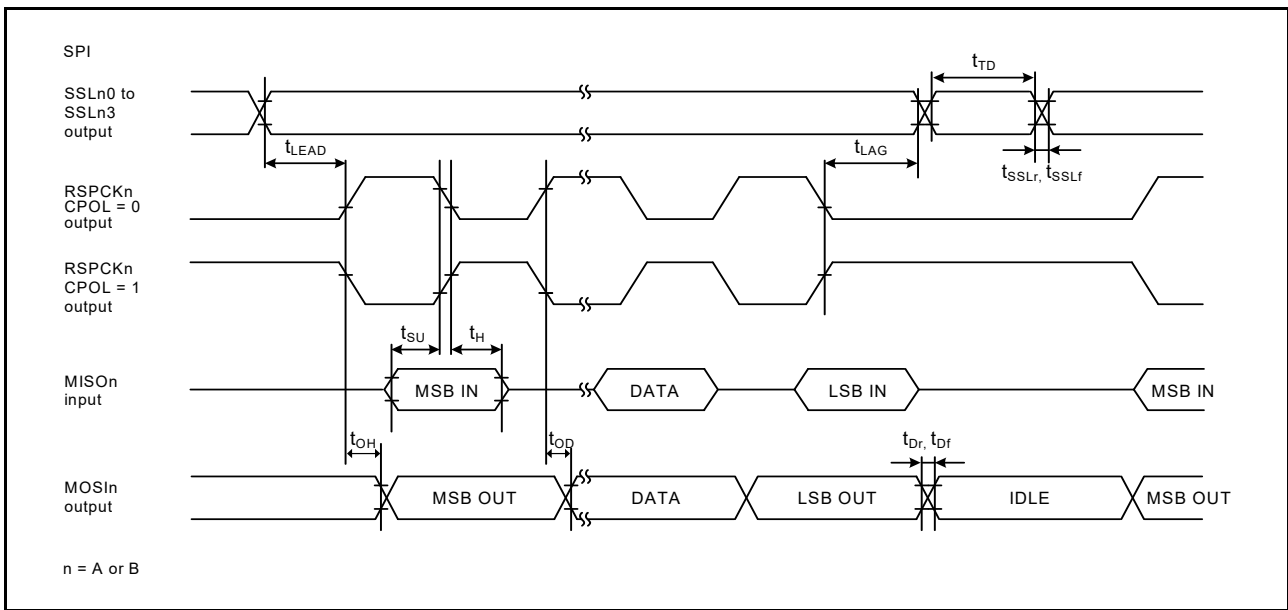 SPI
SSLn0 to
SSLn3
output
tTD
tLEAD
tLAG
tSSLr, tSSLf
RSPCKn
CPOL = 0
output
RSPCKn
CPOL = 1
output
tSU
tH
MISOn
input
MSB IN
DATA
LSB IN
MSB IN
tOH
tOD
tDr, tDf
MOSIn
output
MSB OUT
DATA
LSB OUT
IDLE
MSB OUT
n = A or B